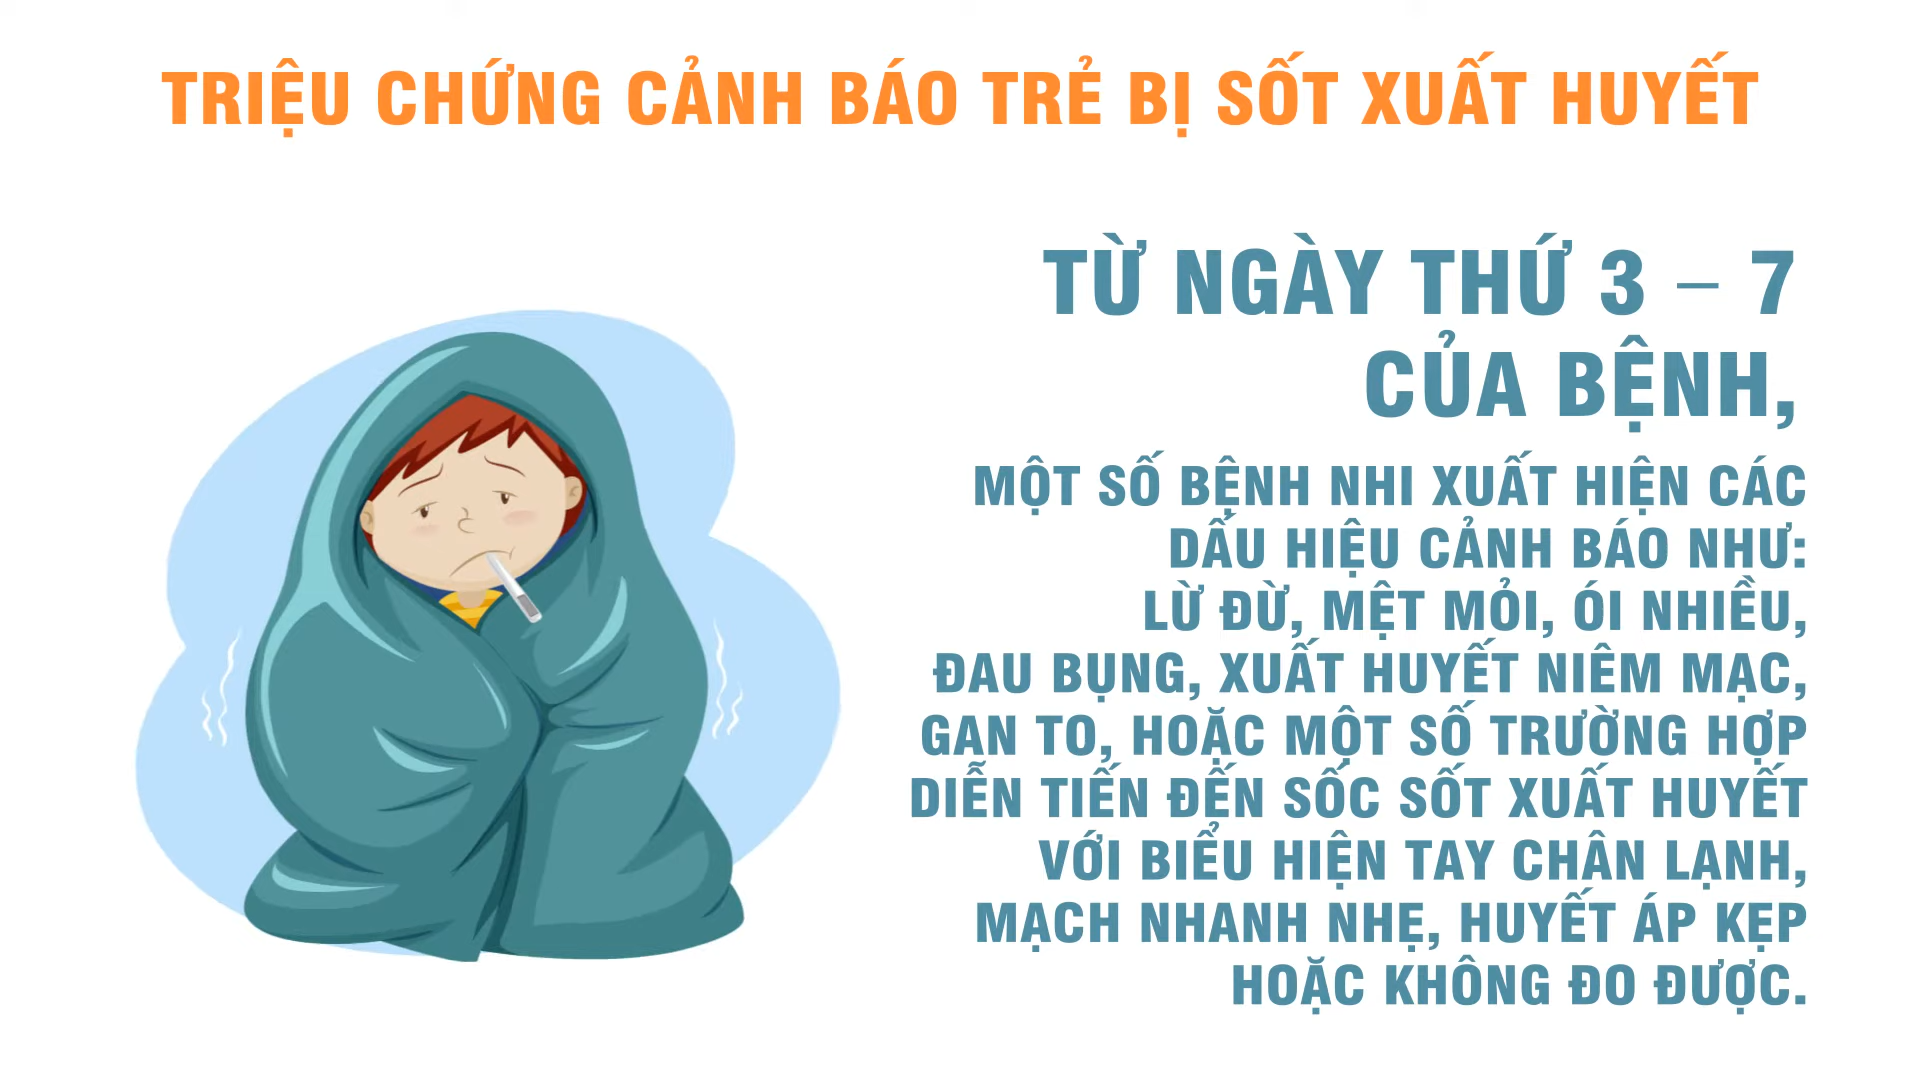 TRIỆU CHỨNG CẢNH BÁO TRẺ BỊ SỐT XUẤT HUYẾT
TỪ NGÀY THỨ 3 – 7
CỦA BỆNH,
MỘT SỐ BỆNH NHI XUẤT HIỆN CÁC
DẤU HIỆU CẢNH BÁO NHƯ:
LỪ ĐỪ, MỆT MỎI, ÓI NHIỀU,
ĐAU BỤNG, XUẤT HUYẾT NIÊM MẠC,
GAN TO, HOẶC MỘT SỐ TRƯỜNG HỢP
DIỄN TIẾN ĐẾN SỐC SỐT XUẤT HUYẾT
VỚI BIỂU HIỆN TAY CHÂN LẠNH,
MẠCH NHANH NHẸ, HUYẾT ÁP KẸP
HOẶC KHÔNG ĐO ĐƯỢC.